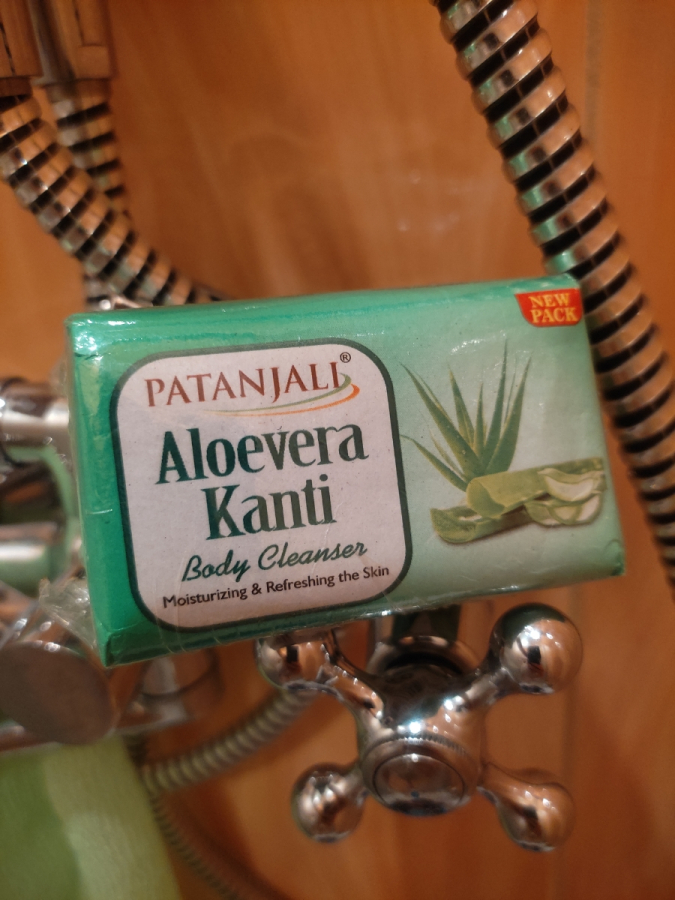 NEW
PACK
PATANJALI®
Aloevera
Kanti
Body Cleanser
Moisturizing & Refreshing the Skin